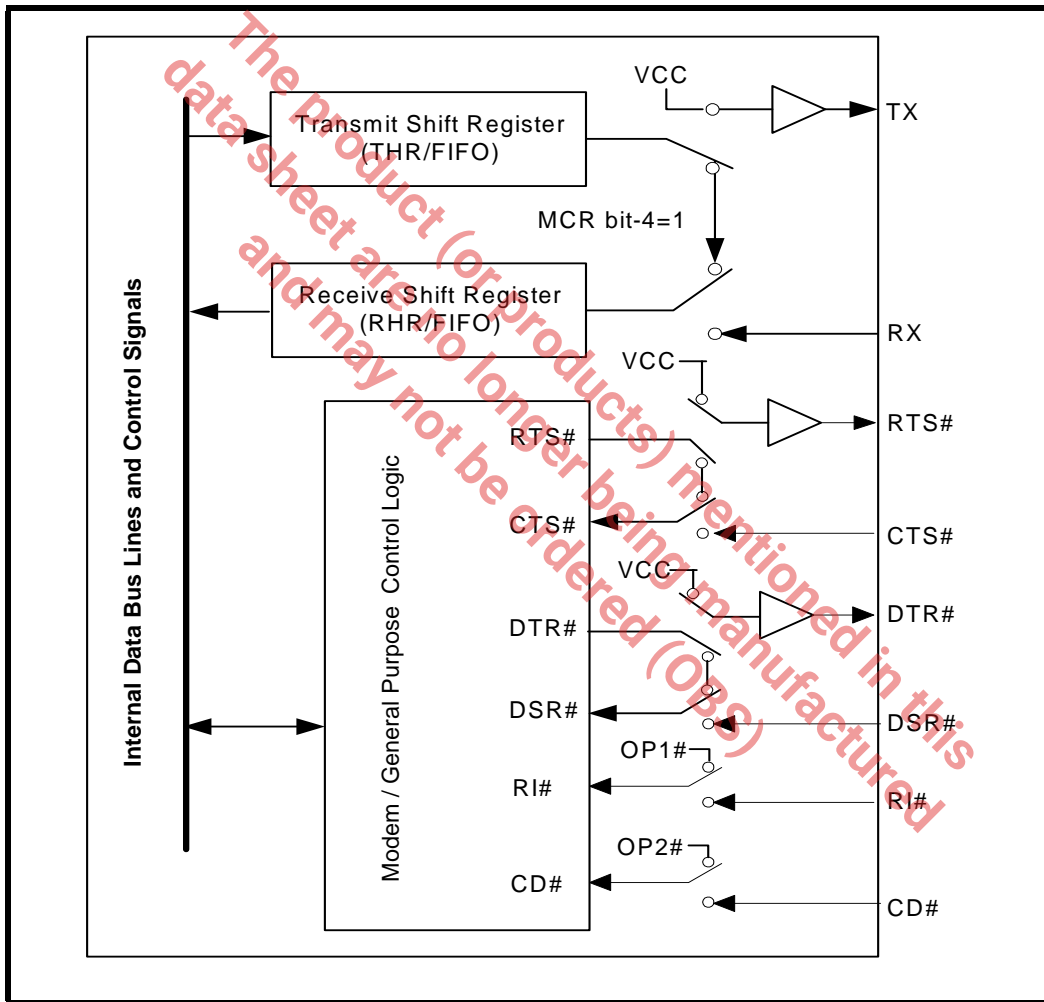 The product (or products) mentioned in this
data sheet are no longer being manufactured
and may not be ordered (OBS)
VCC
TX
Transmit Shift Register
(THR/FIFO)
MCR bit-4=1
Receive Shift Register
(RHR/FIFO)
RX
VCC
RTS#
RTS#
CTS#
CTS#
VCC
DTR#
DTR#
DSR#
DSR#
OP1#
RI#
RI#
OP2#
CD#
CD#
Internal Data Bus Lines and Control Signals
Modem / General Purpose Control Logic